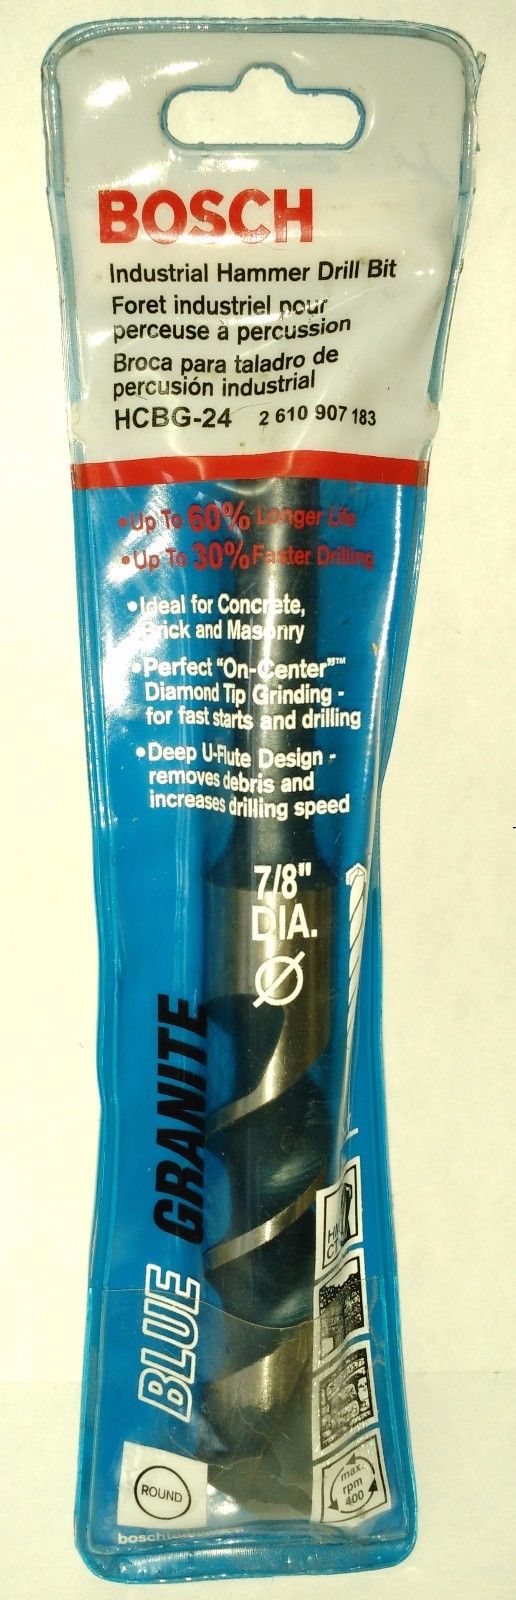 BOSCH
Industrial Hammer Drill Bit
Foret industriel pour
perceuse à percussion
Broca para taladro de
percusión industrial
HCBG-24 2 610 907 183
•Up To 60% Longer Life
•Up To 30% Faster Drilling
•Ideal for Concrete,
Brick and Masonry
•Perfect "On-Center"™
Diamond Tip Grinding -
for fast starts and drilling
•Deep U-Flute Design -
removes debris and
increases drilling speed
7/8"
DIA.
Ø
BLUE GRANITE
ROUND
max.
rpm
400